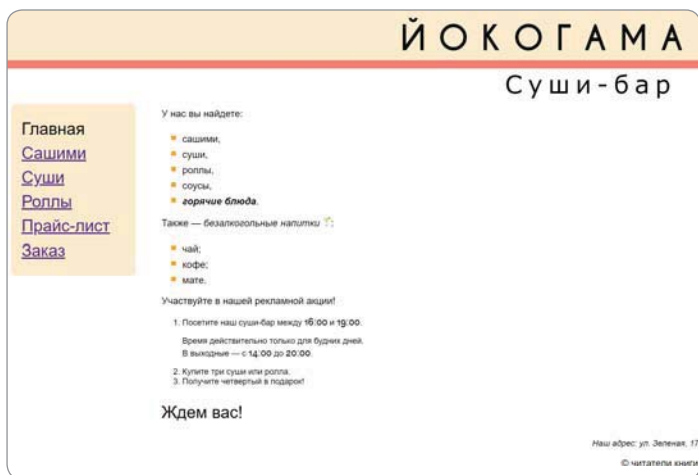 ЙОКОГАМА
Суши-бар
Главная
Сашими
Суши
Роллы
Прайс-лист
Заказ
У нас вы найдете:
сашими,
суши,
роллы,
соусы,
горячие блюда.
Также — безалкогольные напитки :
чай;
кофе;
мате.
Участвуйте в нашей рекламной акции!
1. Посетите наш суши-бар между 16:00 и 19:00.
Время действительно только для будних дней.
В выходные — с 14:00 до 20:00.
2. Купите три суши или ролла.
3. Получите четвертый в подарок!
Ждем вас!
Наш адрес: ул. Зеленая, 17
© читатели книги